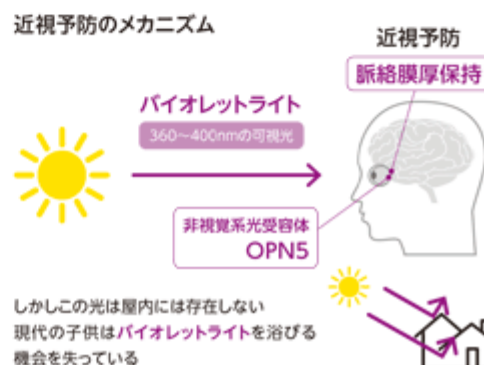 近視予防のメカニズム
近視予防
脈絡膜厚保持
バイオレットライト
360〜400nmの可視光
非視覚系光受容体
OPN5
しかしこの光は屋内には存在しない
現代の子供はバイオレットライトを浴びる
機会を失っている